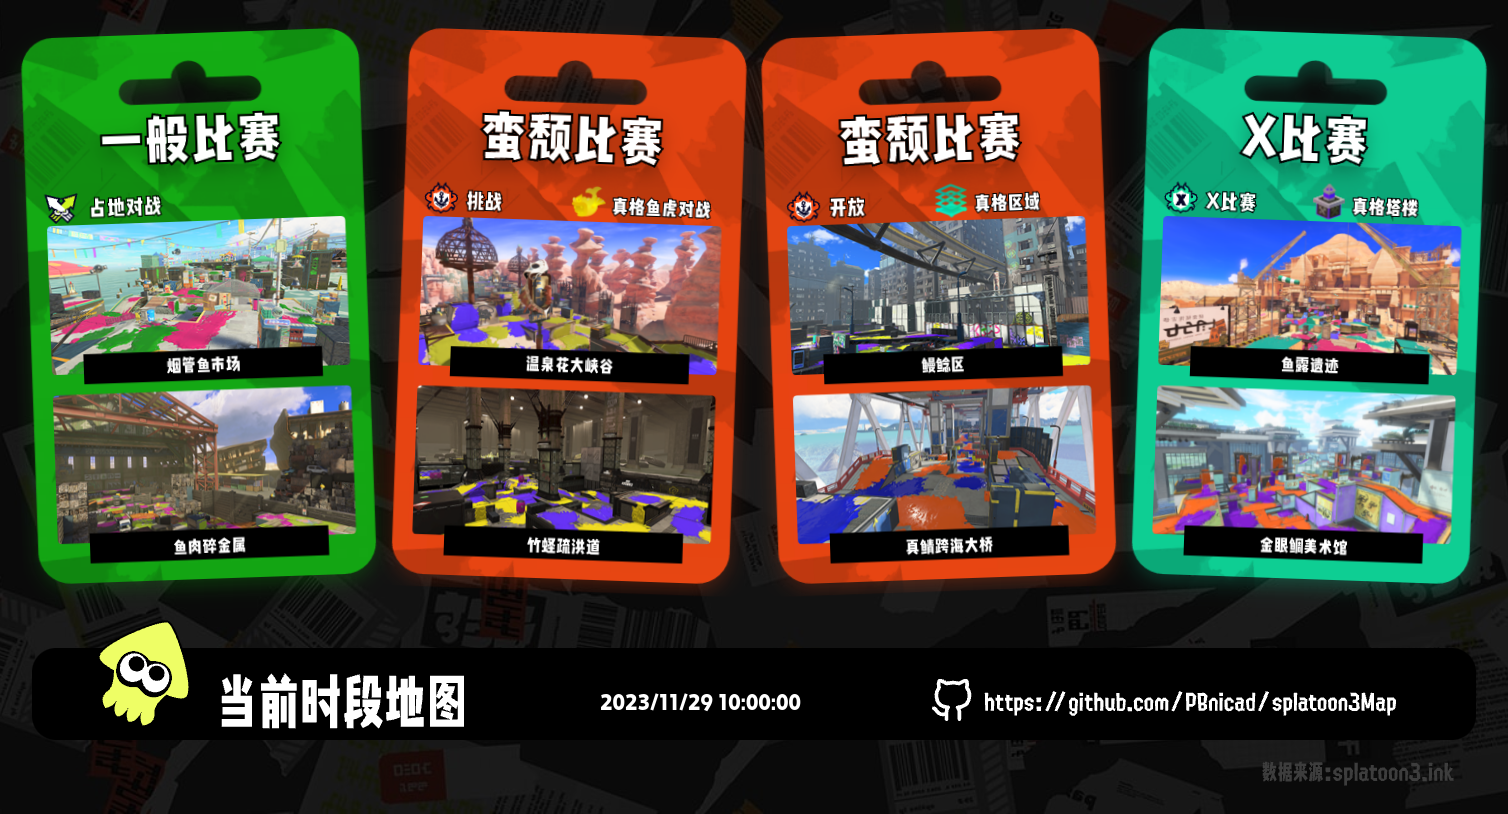 一般比赛
占地对战
烟管鱼市场
鱼肉碎金属
蛮颓比赛
挑战
真格鱼虎对战
温泉花大峡谷
竹蛏疏洪道
蛮颓比赛
开放
真格区域
鳗鲶区
真鲭跨海大桥
X比赛
X比赛
真格塔楼
鱼露遗迹
金眼鲷美术馆
当前时段地图
2023/11/29 10:00:00
https://github.com/PBnicad/splatoon3Map
数据来源:splatoon3.ink